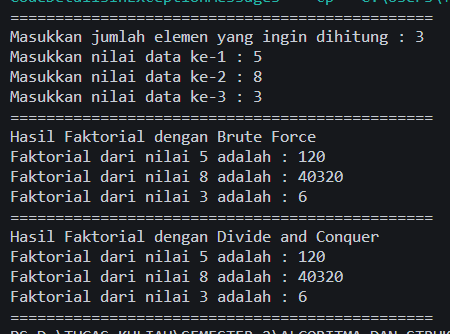 ================================================
Masukkan jumlah elemen yang ingin dihitung : 3
Masukkan nilai data ke-1 : 5
Masukkan nilai data ke-2 : 8
Masukkan nilai data ke-3 : 3
================================================
Hasil Faktorial dengan Brute Force
Faktorial dari nilai 5 adalah : 120
Faktorial dari nilai 8 adalah : 40320
Faktorial dari nilai 3 adalah : 6
================================================
Hasil Faktorial dengan Divide and Conquer
Faktorial dari nilai 5 adalah : 120
Faktorial dari nilai 8 adalah : 40320
Faktorial dari nilai 3 adalah : 6
================================================